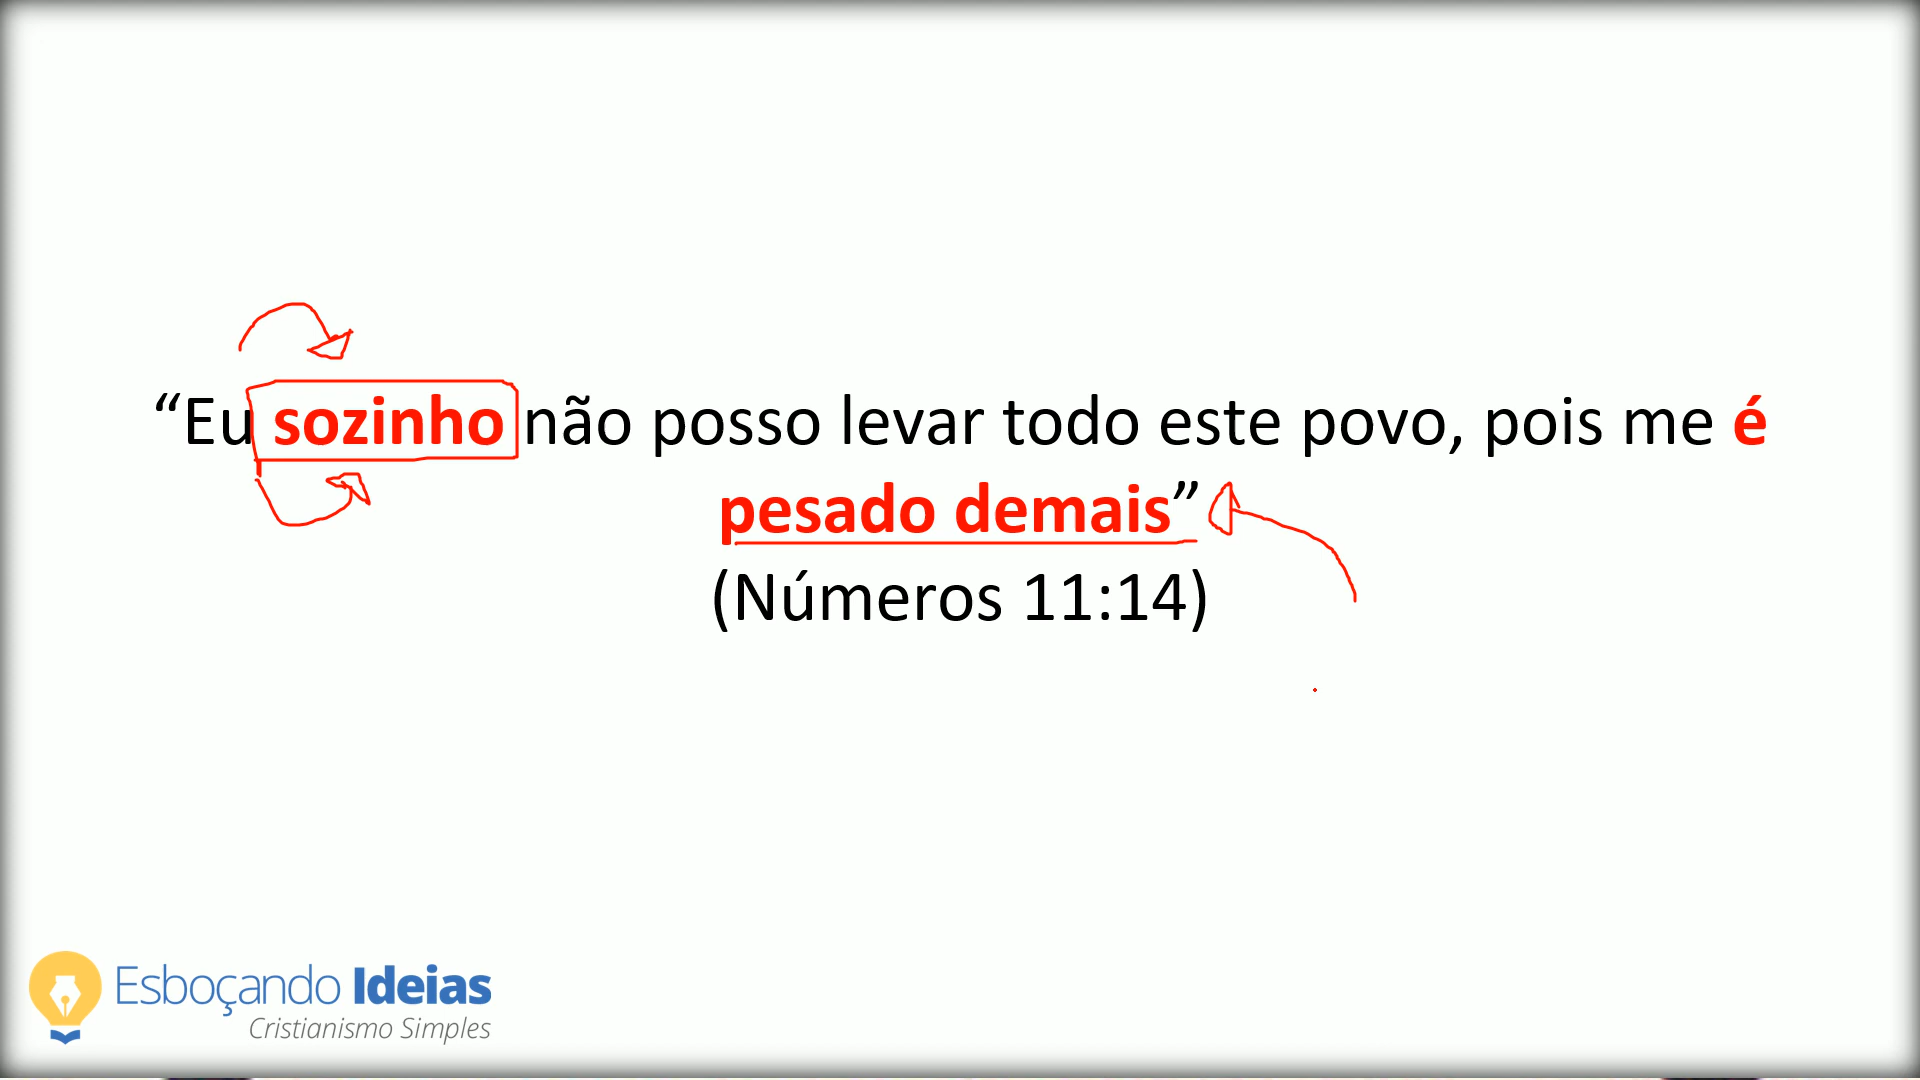 “Eu sozinho não posso levar todo este povo, pois me é
pesado demais”
(Números 11:14)
Esboçando Ideias
Cristianismo Simples